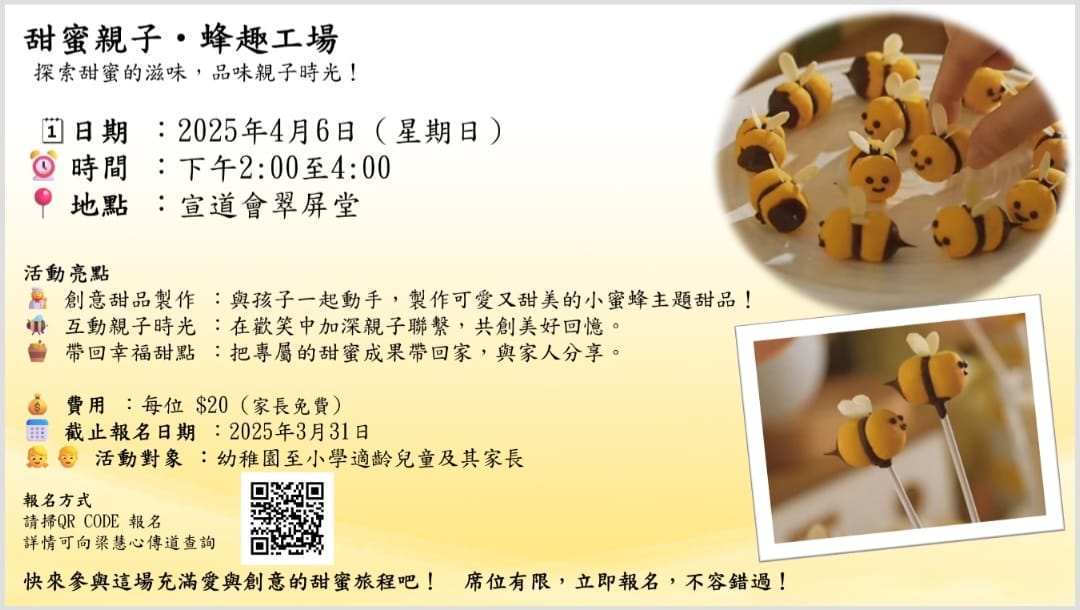 甜蜜親子•蜂趣工場
探索甜蜜的滋味，品味親子時光！
日期 ：2025年4月6日（星期日）
時間 ：下午2:00至4:00
地點 ：宣道會翠屏堂
活動亮點
創意甜品製作 ：與孩子一起動手，製作可愛又甜美的小蜜蜂主題甜品！
互動親子時光 ：在歡笑中加深親子聯繫，共創美好回憶。
帶回幸福甜點 ：把專屬的甜蜜成果帶回家，與家人分享。
費用 ：每位 $20（家長免費）
截止報名日期 ：2025年3月31日
活動對象 ：幼稚園至小學適齡兒童及其家長
報名方式
請掃QR CODE 報名
詳情可向梁慧心傳道查詢
快來參與這場充滿愛與創意的甜蜜旅程吧！ 席位有限，立即報名，不容錯過！